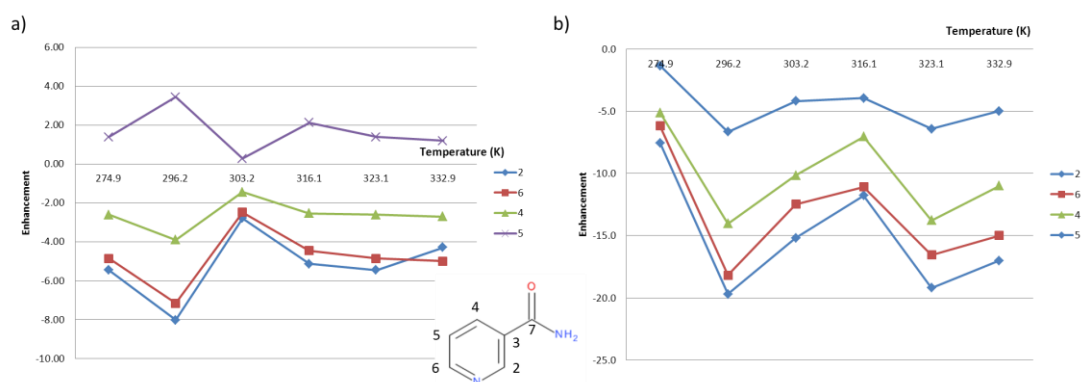 a)
6.00
4.00
2.00
0.00
-2.00
-4.00
-6.00
-8.00
-10.00
Enhancement
274.9 296.2 303.2 316.1 323.1 332.9
Temperature (K)
2
6
4
5
O
4
5
3
7
NH2
6
2
N
b)
Temperature (K)
0.0
-5.0
-10.0
-15.0
-20.0
-25.0
Enhancement
274.9 296.2 303.2 316.1 323.1 332.9
2
6
4
5